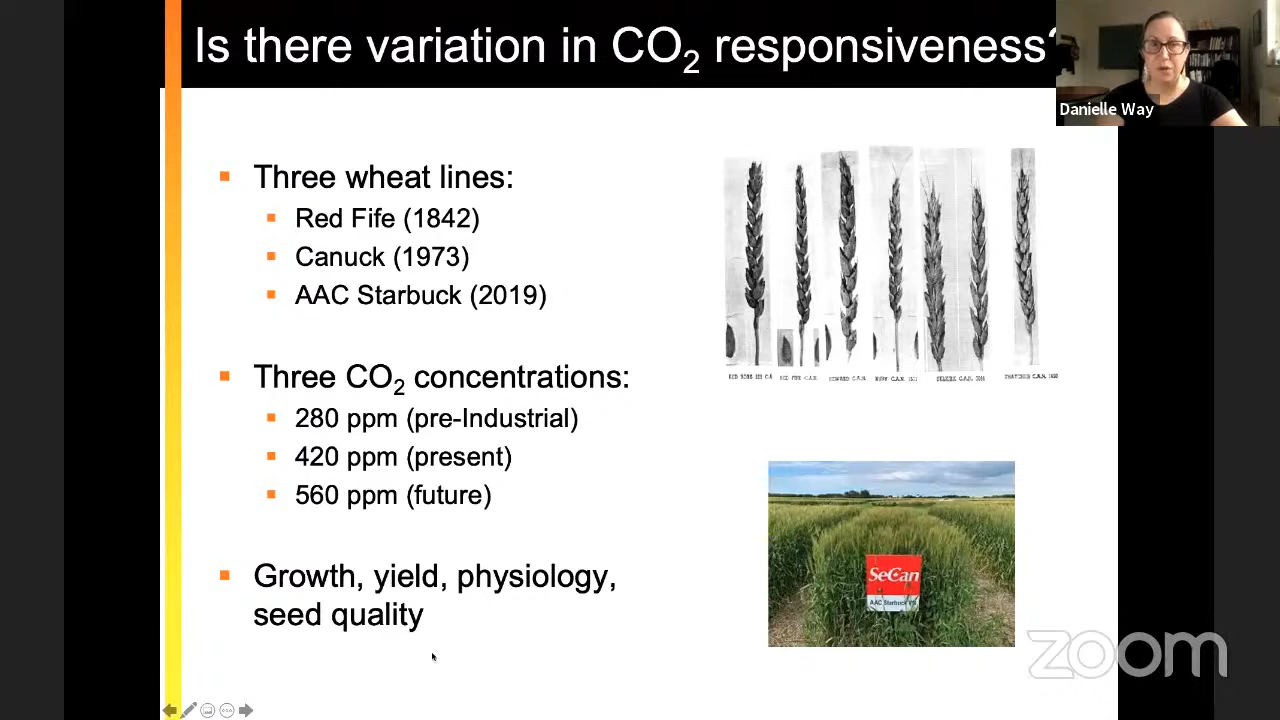 Is there variation in CO2 responsiveness?
Danielle Way
Three wheat lines:
Red Fife (1842)
Canuck (1973)
AAC Starbuck (2019)
Three CO2 concentrations:
280 ppm (pre-Industrial)
420 ppm (present)
560 ppm (future)
Growth, yield, physiology,
seed quality
SeCan
AAC Starbuck
zoom